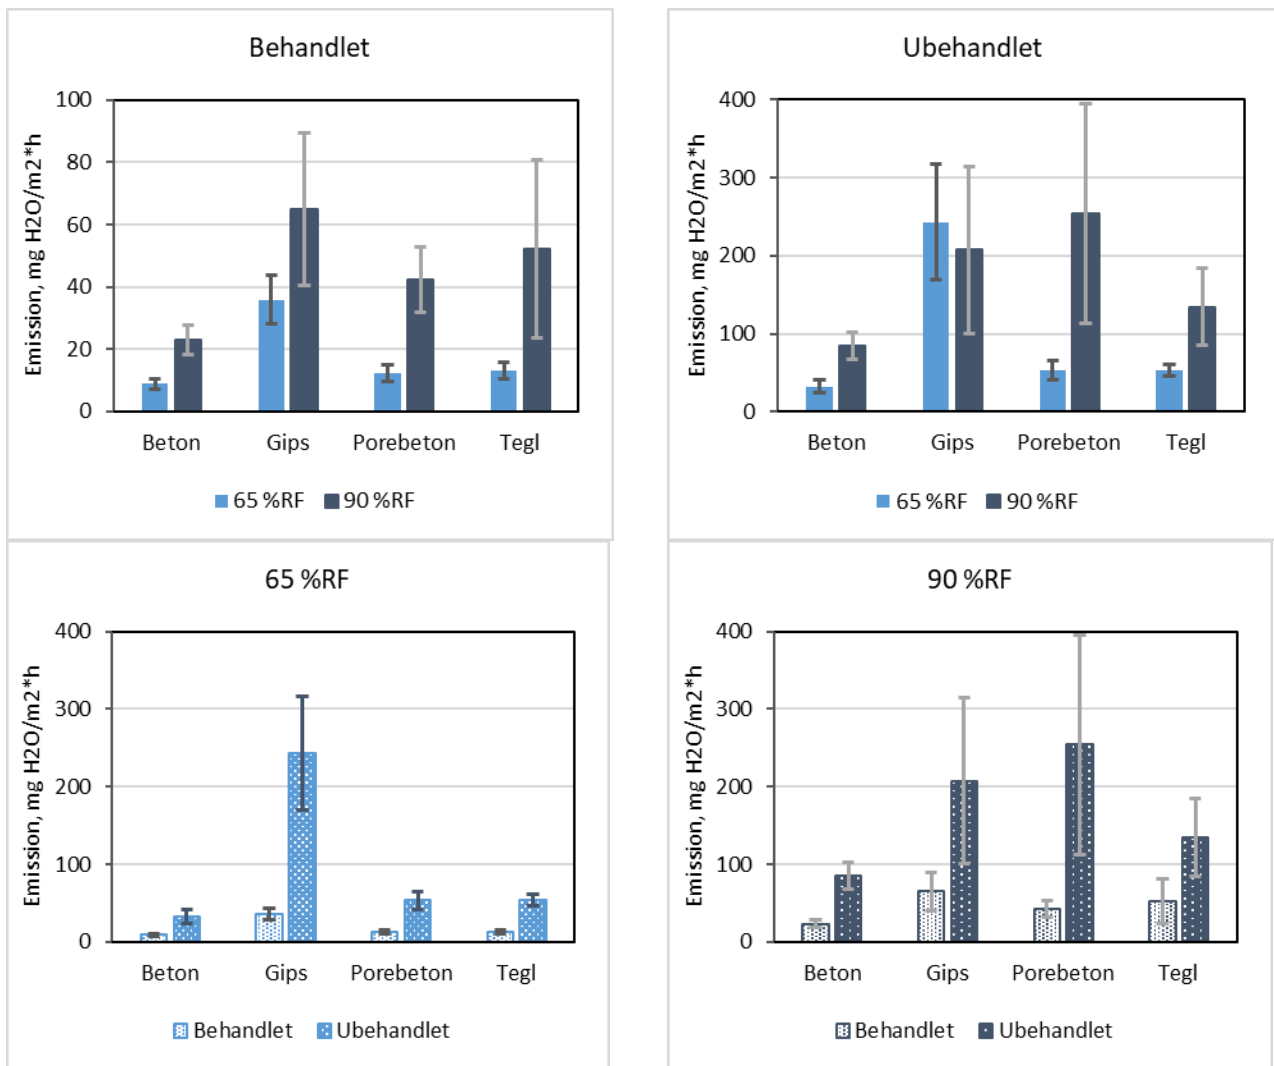 Behandlet
Emission, mg H2O/m2*h
100
80
60
40
20
0
Beton Gips Porebeton Tegl
65 %RF 90 %RF
Ubehandlet
Emission, mg H2O/m2*h
400
300
200
100
0
Beton Gips Porebeton Tegl
65 %RF 90 %RF
65 %RF
Emission, mg H2O/m2*h
400
300
200
100
0
Beton Gips Porebeton Tegl
Behandlet Ubehandlet
90 %RF
Emission, mg H2O/m2*h
400
300
200
100
0
Beton Gips Porebeton Tegl
Behandlet Ubehandlet